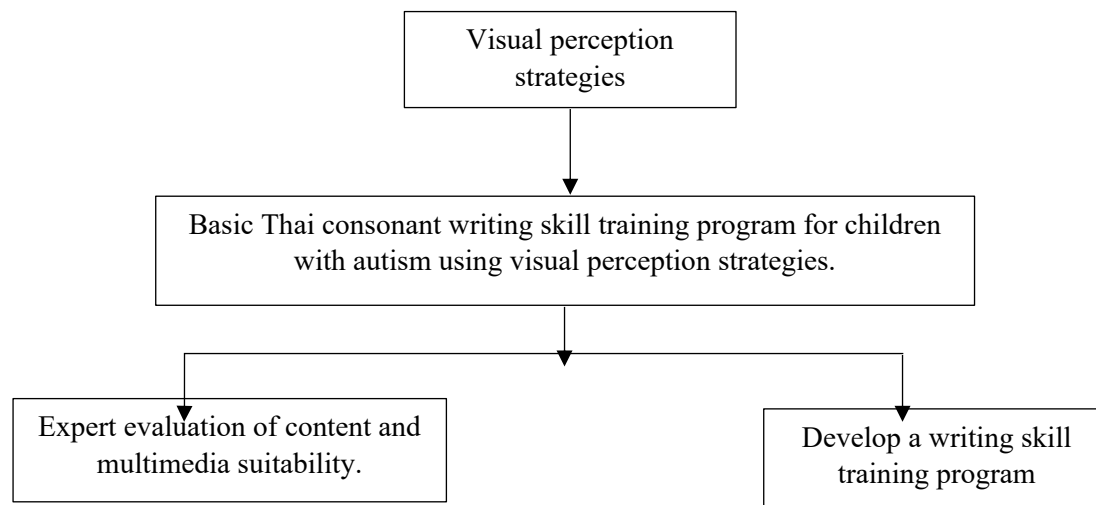 Visual perception
strategies
Basic Thai consonant writing skill training program for children
with autism using visual perception strategies.
Expert evaluation of content and
multimedia suitability.
Develop a writing skill
training program